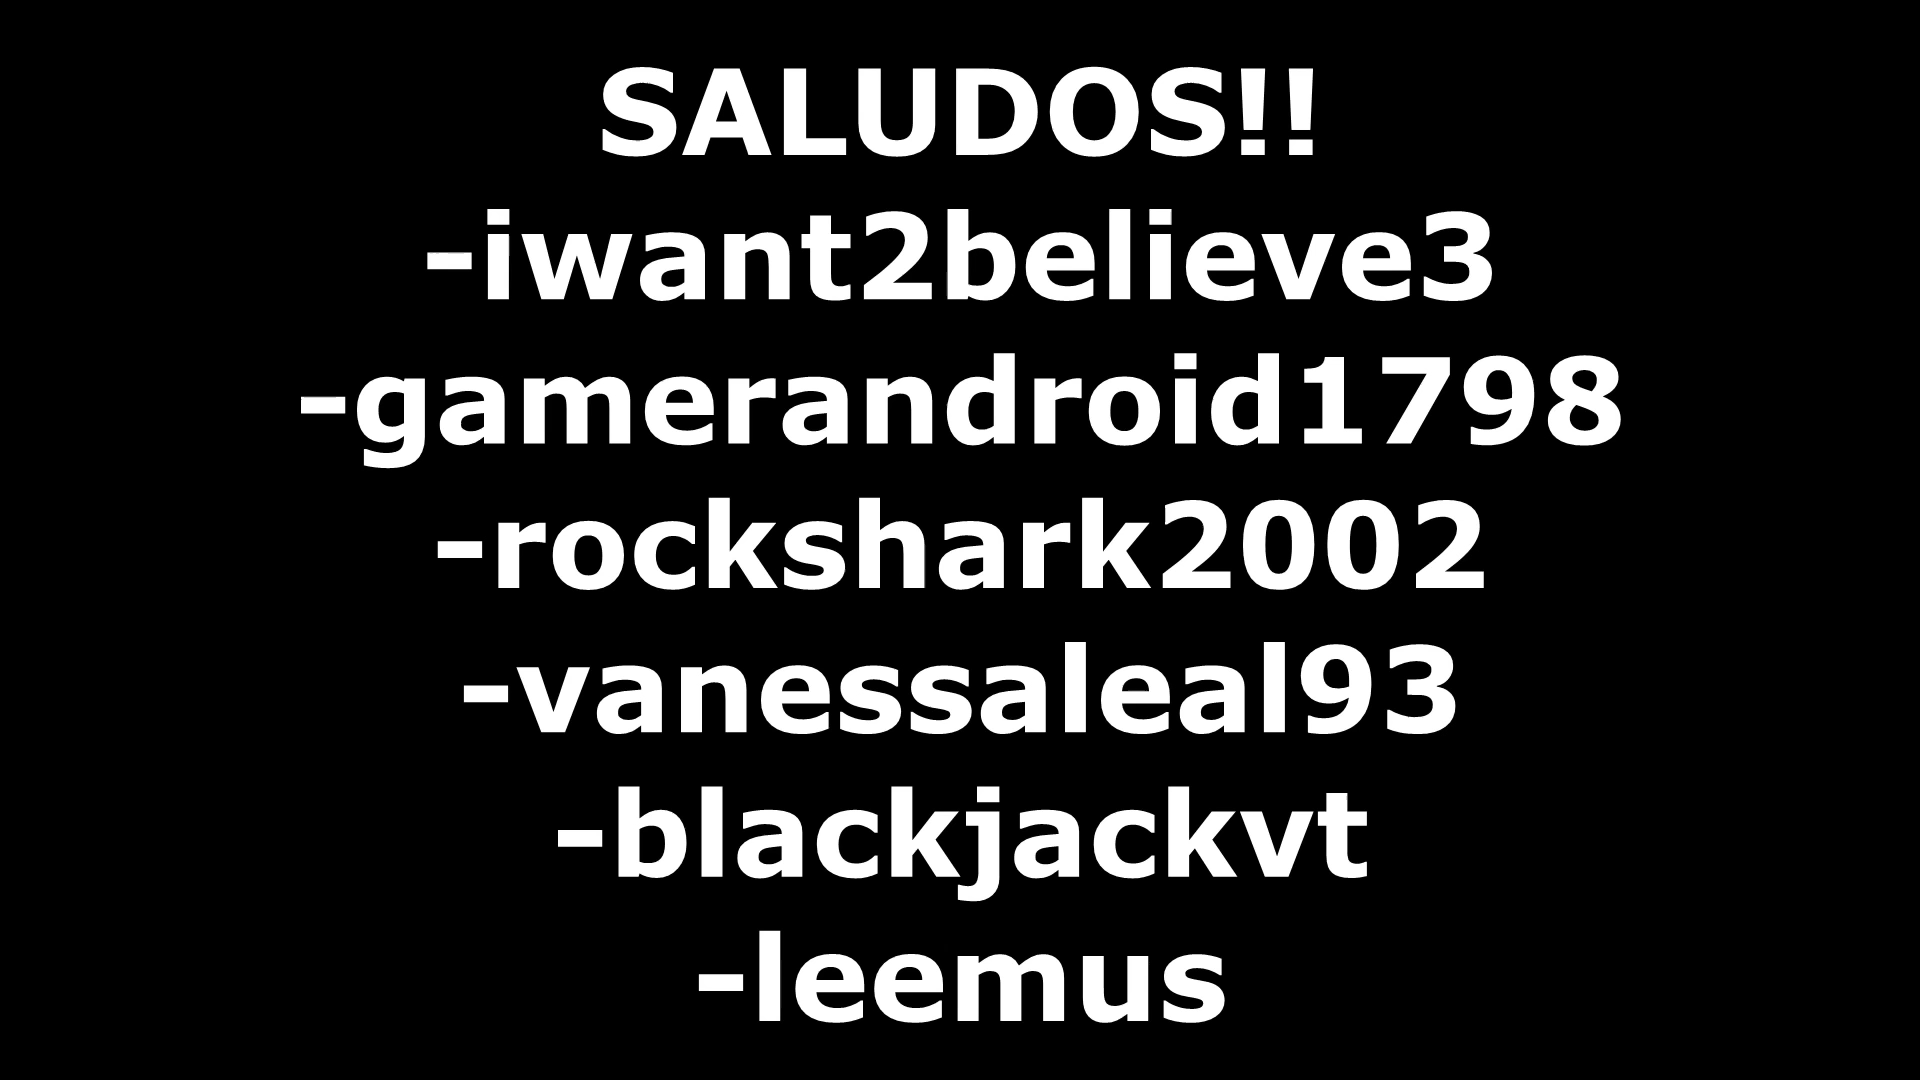 SALUDOS!!
-iwant2believe3
-gamerandroid1798
-rockshark2002
-vanessaleal93
-blackjackvt
-leemus